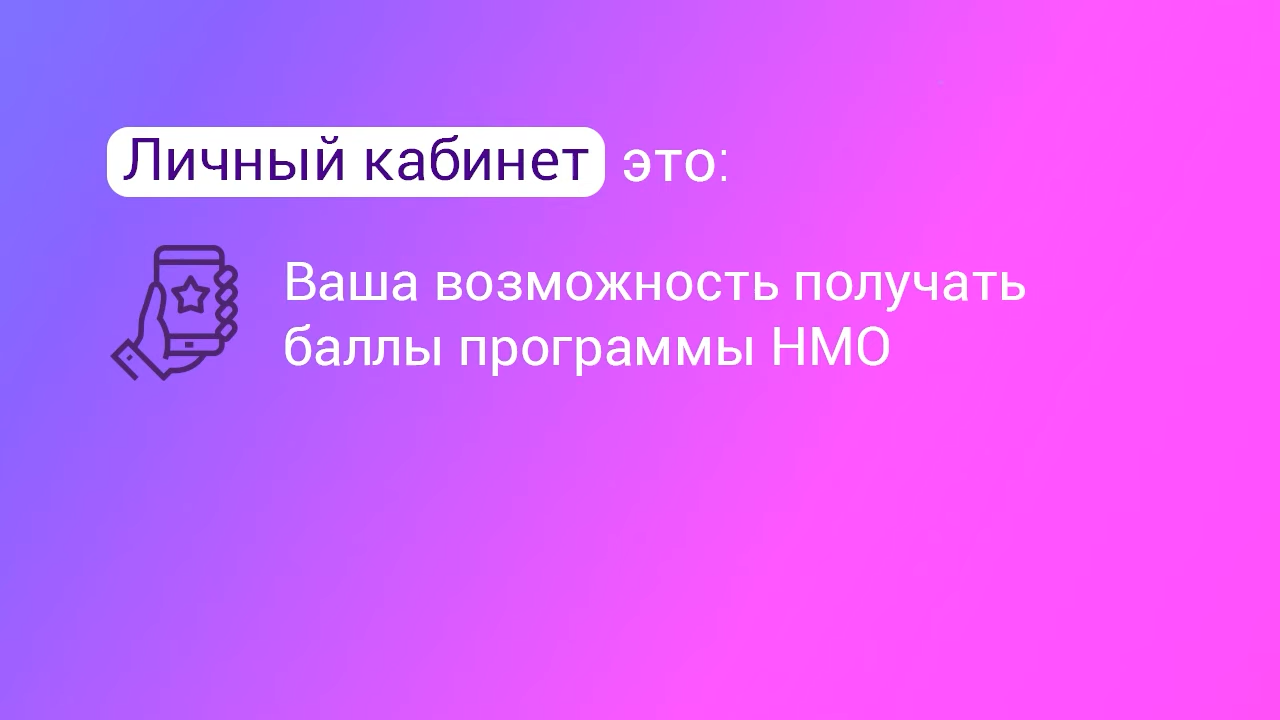 Личный кабинет это:
Ваша возможность получать
баллы программы НМО